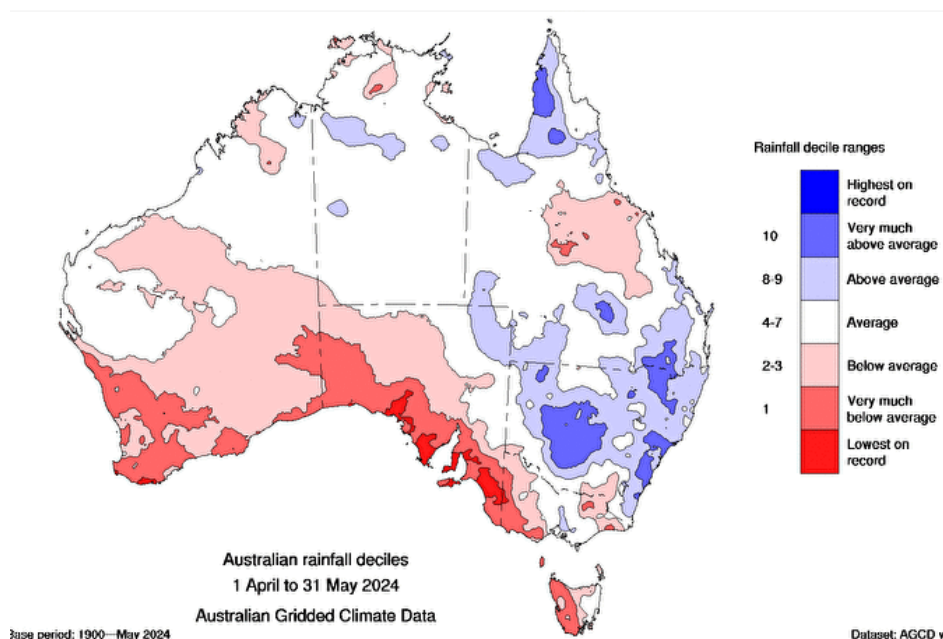 Rainfall decile ranges
Highest on
record
10
Very much
above average
8-9
Above average
4-7
Average
2-3
Below average
1
Very much
below average
Lowest on
record
Australian rainfall deciles
1 April to 31 May 2024
Australian Gridded Climate Data
Base period: 1900—May 2024
Dataset: AGCD v